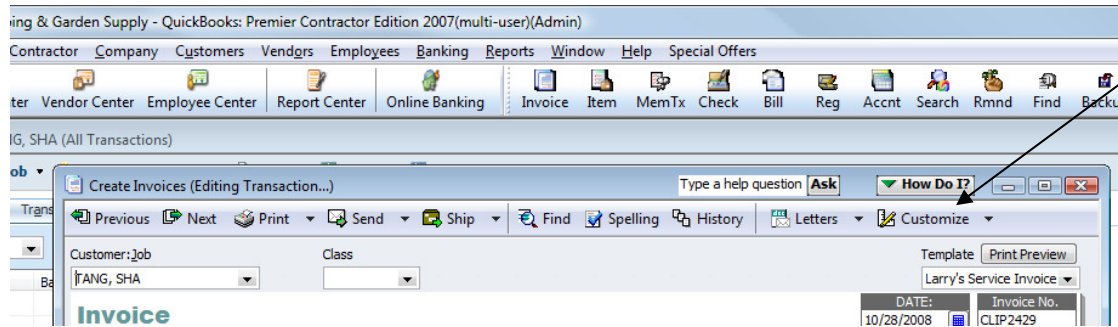 ing & Garden Supply - QuickBooks: Premier Contractor Edition 2007(multi-user)(Admin)
Contractor Company Customers Vendors Employees Banking Reports Window Help Special Offers
ter Vendor Center Employee Center Report Center Online Banking Invoice Item MemTx Check Bill Reg Accnt Search Rmnd Find Backu
IG, SHA (All Transactions)
ob
Create Invoices (Editing Transaction...) Type a help question Ask How Do I?
Trans
Previous Next Print Send Ship Find Spelling History Letters Customize
Customer:Job Class Template Print Preview
Ba
TANG, SHA Larry's Service Invoice
Invoice
DATE: Invoice No.
10/28/2008 CLIP2429